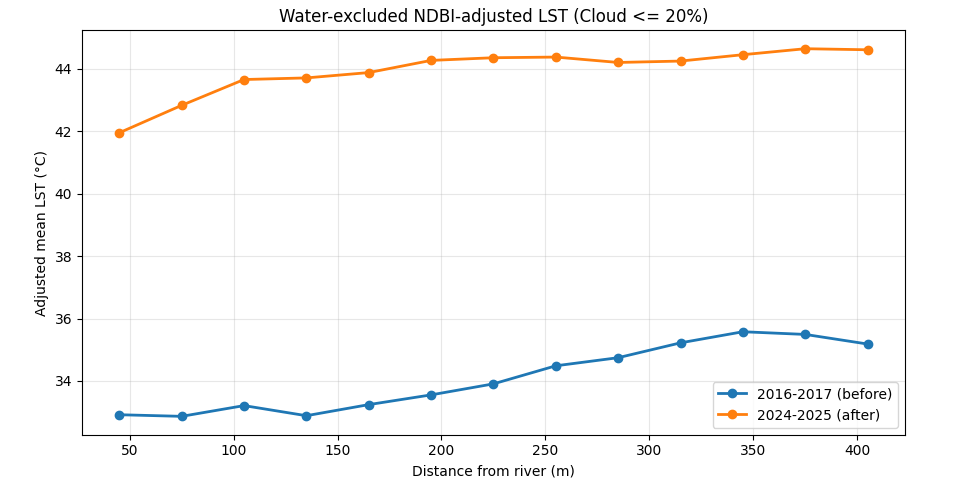 Water-excluded NDBI-adjusted LST (Cloud <= 20%)
Adjusted mean LST (°C)
44
42
40
38
36
34
50 100 150 200 250 300 350 400
Distance from river (m)
2016-2017 (before)
2024-2025 (after)